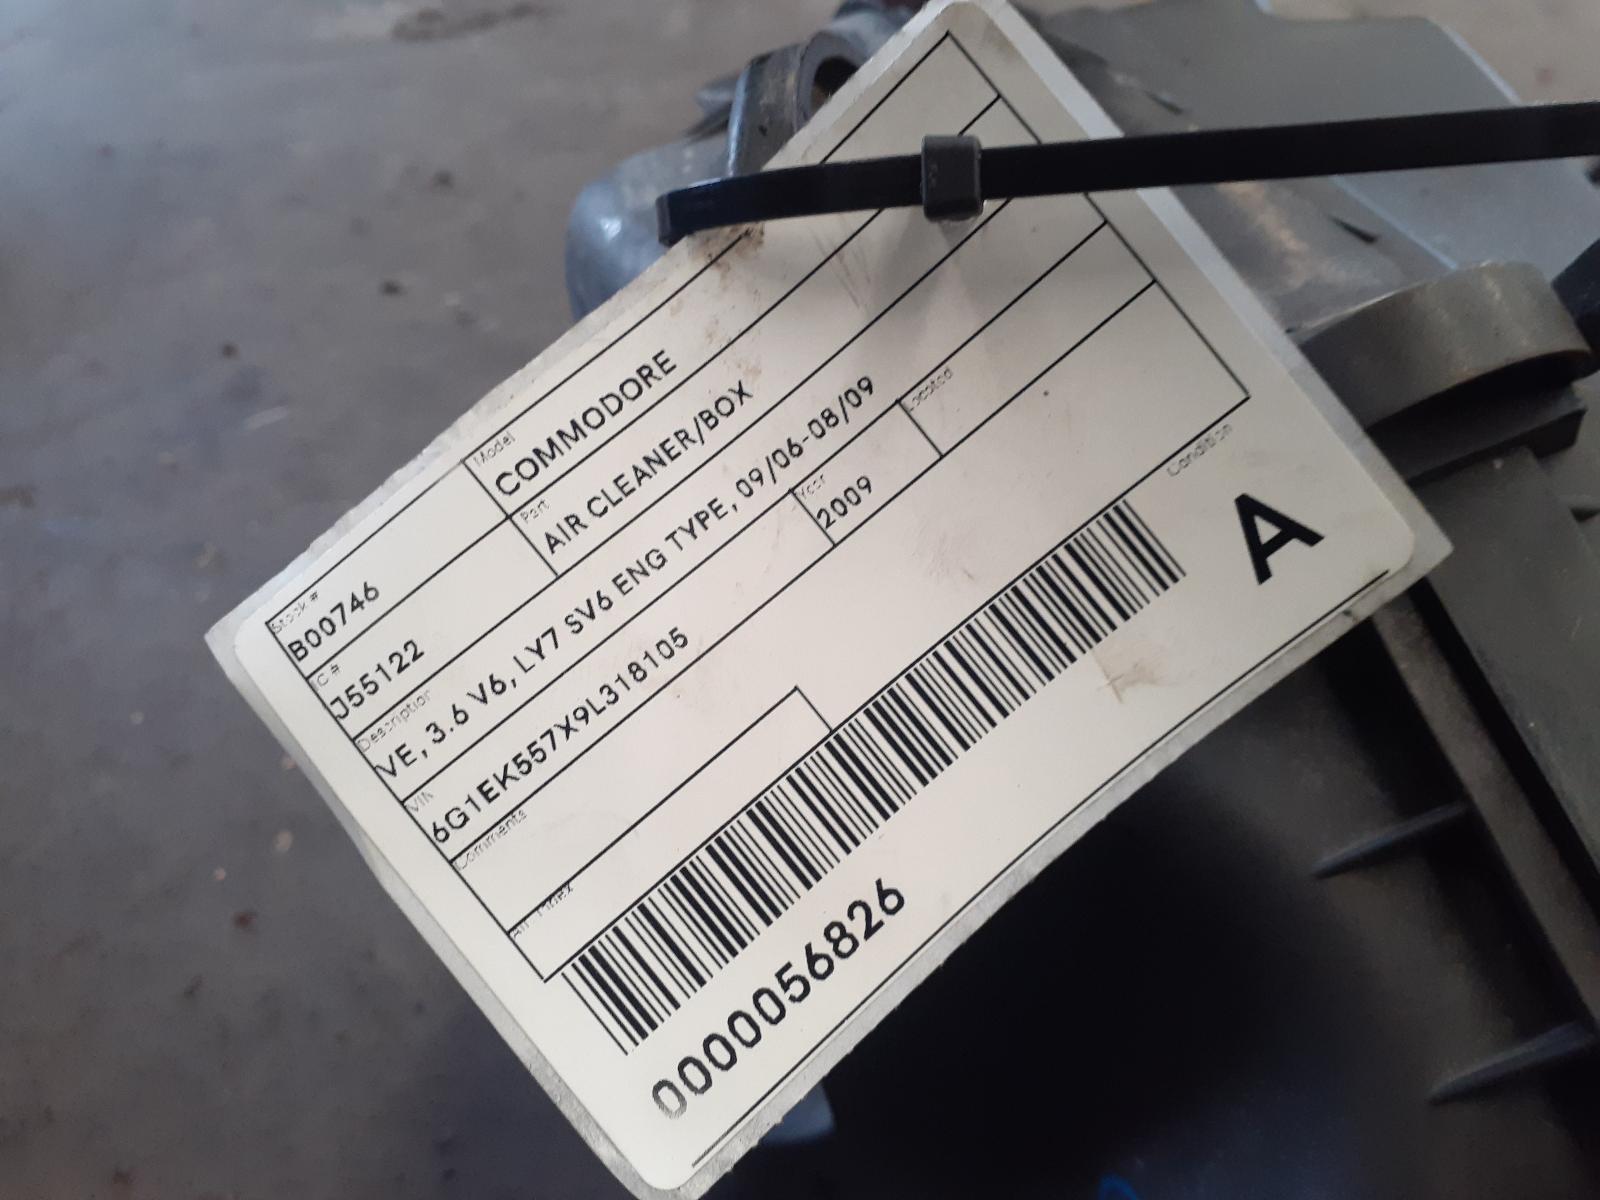 Stock #
B00746
Model
COMMODORE
IC #
J55122
Part
AIR CLEANER/BOX
Description
VE, 3.6 V6, LY7 SV6 ENG TYPE, 09/06-08/09
VIN
6G1EK557X9L318105
Year
2009
Located
Comments
Condition
A
0000056826